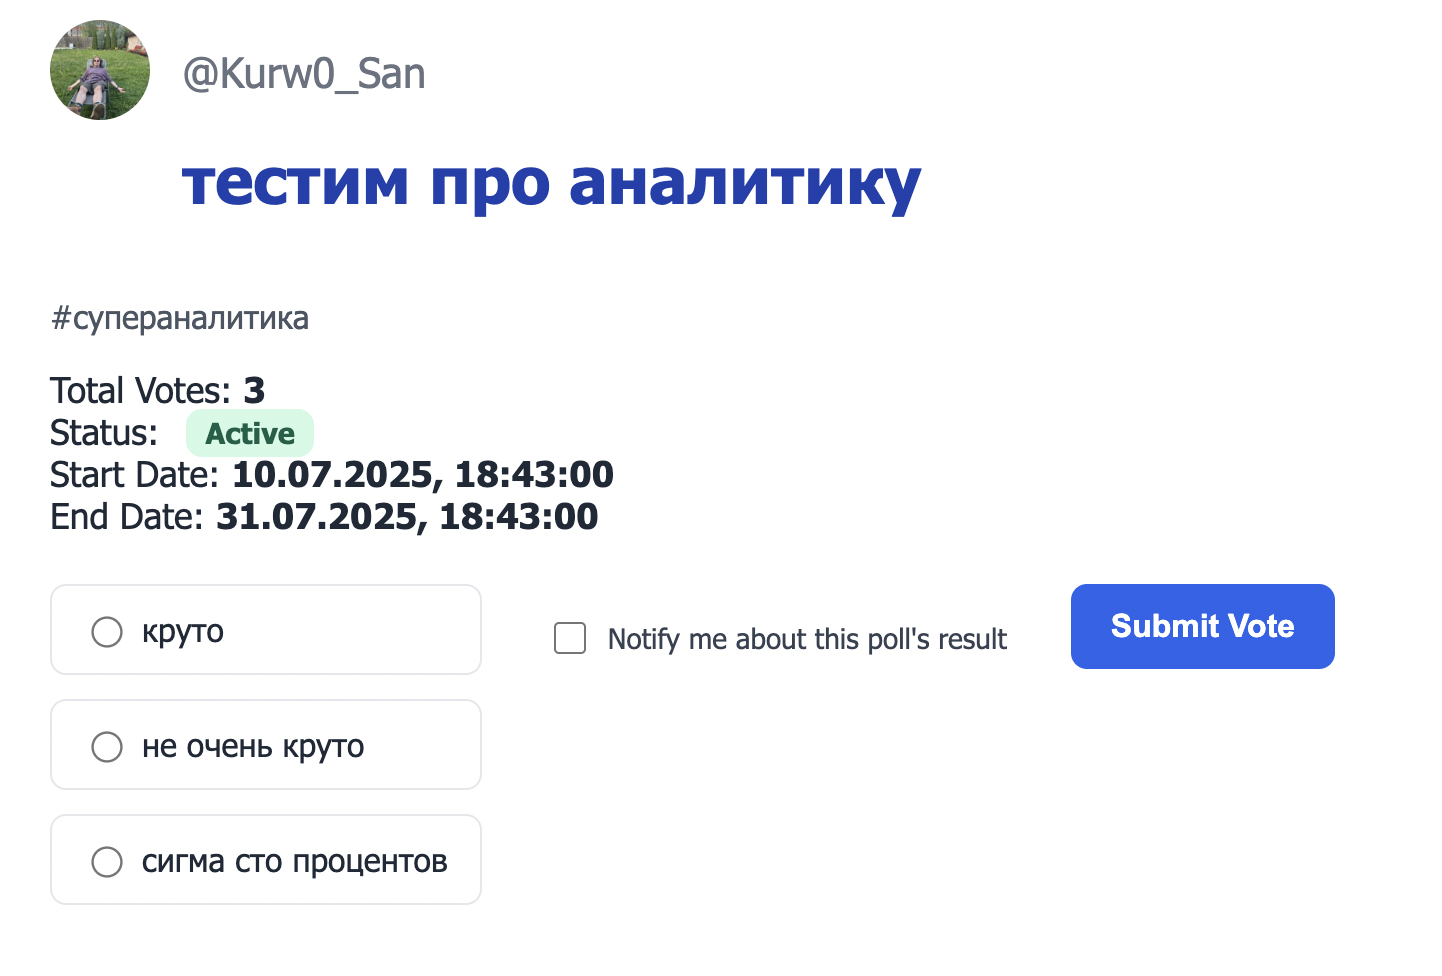 @Kurw0_San
тестим про аналитику
#супераналитика
Total Votes: 3
Status: Active
Start Date: 10.07.2025, 18:43:00
End Date: 31.07.2025, 18:43:00
круто
Notify me about this poll's result
Submit Vote
не очень круто
сигма сто процентов